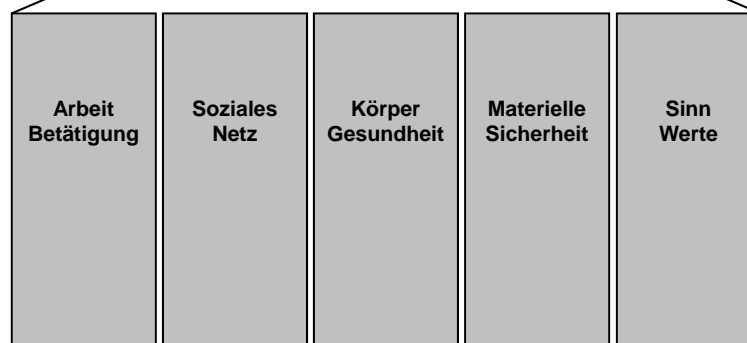 Arbeit
Betätigung
Soziales
Netz
Körper
Gesundheit
Materielle
Sicherheit
Sinn
Werte